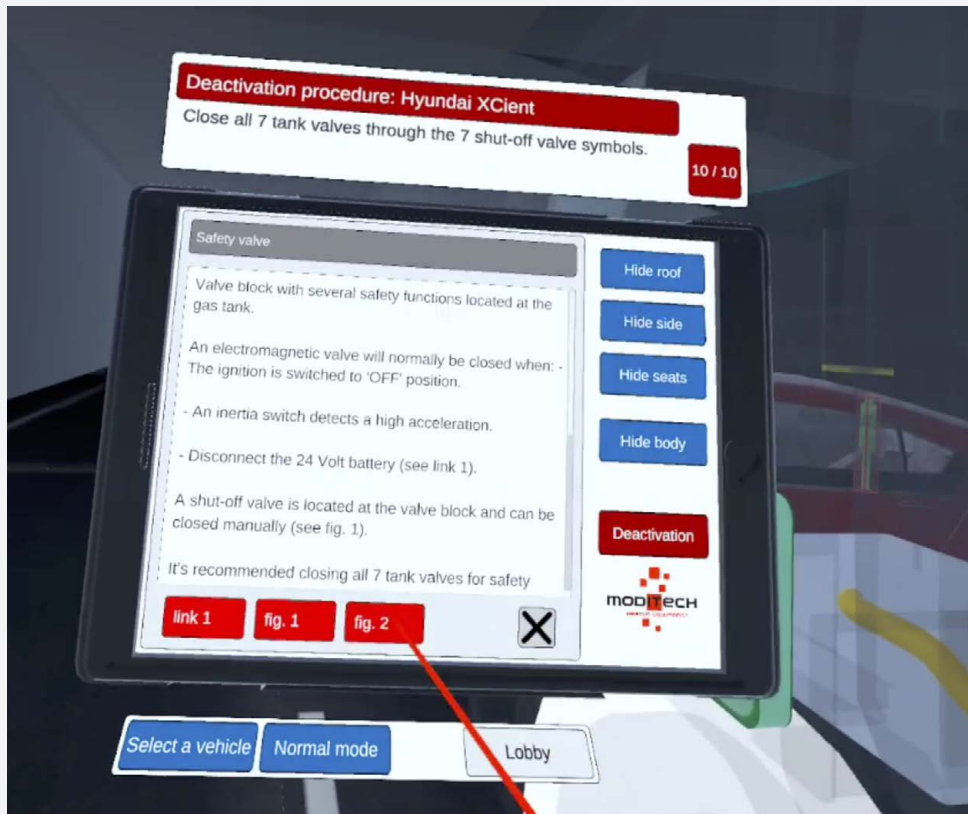 Deactivation procedure: Hyundai XCient
Close all 7 tank valves through the 7 shut-off valve symbols.
10 / 10
Safety valve
Valve block with several safety functions located at the
gas tank.
An electromagnetic valve will normally be closed when: -
The ignition is switched to 'OFF' position.
- An inertia switch detects a high acceleration.
- Disconnect the 24 Volt battery (see link 1).
A shut-off valve is located at the valve block and can be
closed manually (see fig. 1).
It's recommended closing all 7 tank valves for safety
link 1
fig. 1
fig. 2
X
Hide roof
Hide side
Hide seats
Hide body
Deactivation
MODITECH
Select a vehicle
Normal mode
Lobby